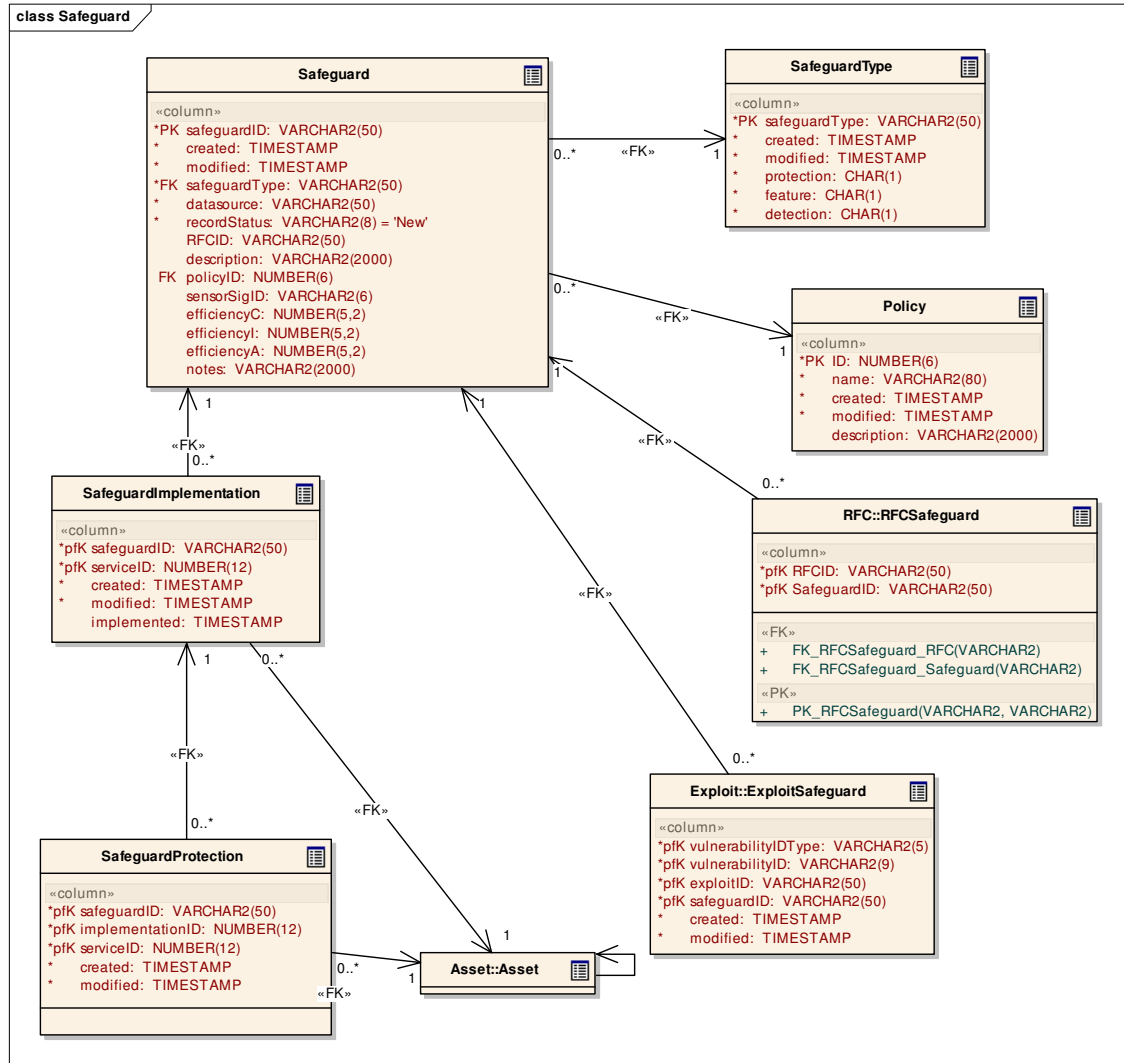 class Safeguard
Safeguard
«column»
*PK safeguardID: VARCHAR2(50)
* created: TIMESTAMP
* modified: TIMESTAMP
*FK safeguardType: VARCHAR2(50)
* datasource: VARCHAR2(50)
* recordStatus: VARCHAR2(8) = 'New'
RFCID: VARCHAR2(50)
description: VARCHAR2(2000)
FK policyID: NUMBER(6)
sensorSigID: VARCHAR2(6)
efficiencyC: NUMBER(5,2)
efficiencyI: NUMBER(5,2)
efficiencyA: NUMBER(5,2)
notes: VARCHAR2(2000)
SafeguardType
«column»
*PK safeguardType: VARCHAR2(50)
* created: TIMESTAMP
* modified: TIMESTAMP
* protection: CHAR(1)
* feature: CHAR(1)
* detection: CHAR(1)
0..*
«FK»
1
0..*
«FK»
1
Policy
«column»
*PK ID: NUMBER(6)
* name: VARCHAR2(80)
* created: TIMESTAMP
* modified: TIMESTAMP
description: VARCHAR2(2000)
1
«FK»
0..*
1
«FK»
0..*
1
«FK»
0..*
SafeguardImplementation
«column»
*pfK safeguardID: VARCHAR2(50)
*pfK serviceID: NUMBER(12)
* created: TIMESTAMP
* modified: TIMESTAMP
implemented: TIMESTAMP
RFC::RFCSafeguard
«column»
*pfK RFCID: VARCHAR2(50)
*pfK SafeguardID: VARCHAR2(50)
«FK»
+ FK_RFCSafeguard_RFC(VARCHAR2)
+ FK_RFCSafeguard_Safeguard(VARCHAR2)
«PK»
+ PK_RFCSafeguard(VARCHAR2, VARCHAR2)
1
«FK»
0..*
0..*
«FK»
1
Exploit::ExploitSafeguard
«column»
*pfK vulnerabilityIDType: VARCHAR2(5)
*pfK vulnerabilityID: VARCHAR2(9)
*pfK exploitID: VARCHAR2(50)
*pfK safeguardID: VARCHAR2(50)
* created: TIMESTAMP
* modified: TIMESTAMP
SafeguardProtection
«column»
*pfK safeguardID: VARCHAR2(50)
*pfK implementationID: NUMBER(12)
*pfK serviceID: NUMBER(12)
* created: TIMESTAMP
* modified: TIMESTAMP
0..*
«FK»
1
Asset::Asset